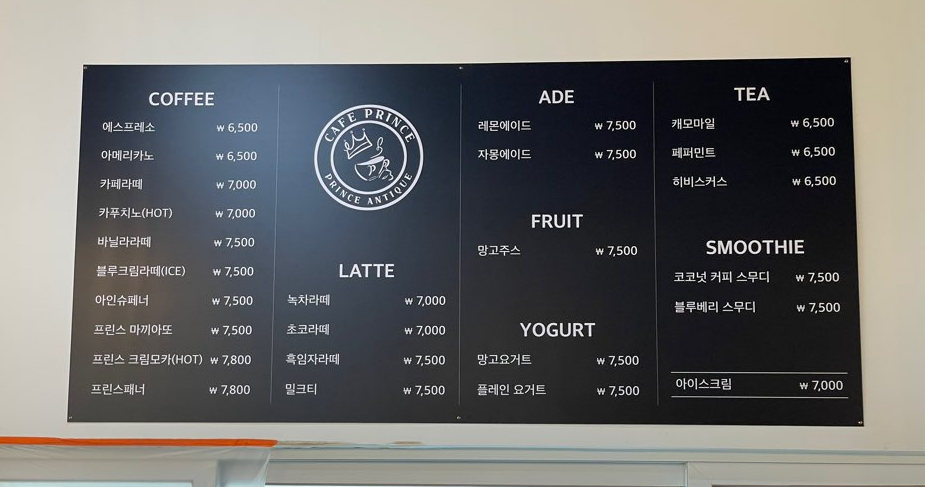 COFFEE
에스프레소 ₩ 6,500
아메리카노 ₩ 6,500
카페라떼 ₩ 7,000
카푸치노(HOT) ₩ 7,000
바닐라라떼 ₩ 7,500
블루크림라떼(ICE) ₩ 7,500
아인슈페너 ₩ 7,500
프린스 마끼아또 ₩ 7,500
프린스 크림모카(HOT) ₩ 7,800
프린스패너 ₩ 7,800
CAFE PRINCE
PRINCE ANTIQUE
LATTE
녹차라떼 ₩ 7,000
초코라떼 ₩ 7,000
흑임자라떼 ₩ 7,500
밀크티 ₩ 7,500
ADE
레몬에이드 ₩ 7,500
자몽에이드 ₩ 7,500
FRUIT
망고주스 ₩ 7,500
YOGURT
망고요거트 ₩ 7,500
플레인 요거트 ₩ 7,500
TEA
캐모마일 ₩ 6,500
페퍼민트 ₩ 6,500
히비스커스 ₩ 6,500
SMOOTHIE
코코넛 커피 스무디 ₩ 7,500
블루베리 스무디 ₩ 7,500
아이스크림 ₩ 7,000